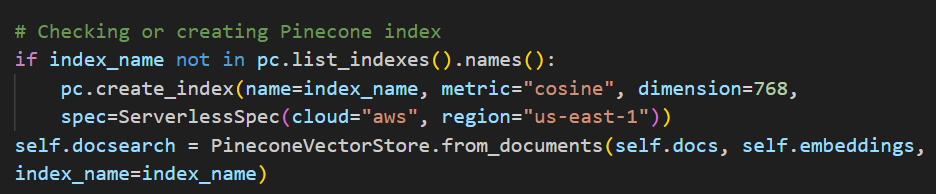 # Checking or creating Pinecone index
if index_name not in pc.list_indexes().names():
    pc.create_index(name=index_name, metric="cosine", dimension=768,
    spec=ServerlessSpec(cloud="aws", region="us-east-1"))
self.docsearch = PineconeVectorStore.from_documents(self.docs, self.embeddings,
index_name=index_name)